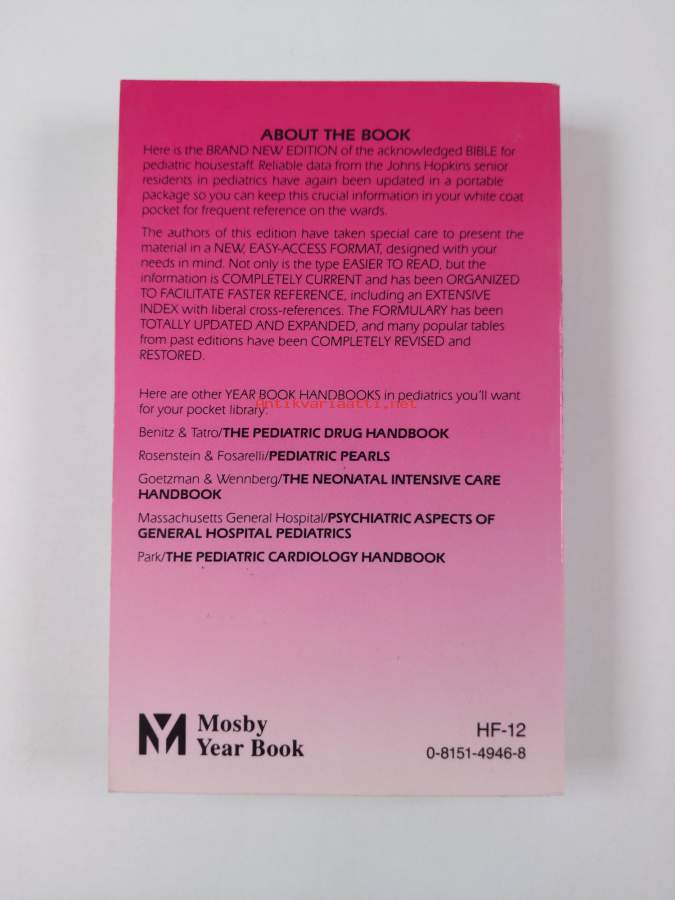 ABOUT THE BOOK
Here is the BRAND NEW EDITION of the acknowledged BIBLE for
pediatric housestaff. Reliable data from the Johns Hopkins senior
residents in pediatrics have again been updated in a portable
package so you can keep this crucial information in your white coat
pocket for frequent reference on the wards.
The authors of this edition have taken special care to present the
material in a NEW, EASY-ACCESS FORMAT, designed with your
needs in mind. Not only is the type EASIER TO READ, but the
information is COMPLETELY CURRENT and has been ORGANIZED
TO FACILITATE FASTER REFERENCE, including an EXTENSIVE
INDEX with liberal cross-references. The FORMULARY has been
TOTALLY UPDATED AND EXPANDED, and many popular tables
from past editions have been COMPLETELY REVISED and
RESTORED.
Here are other YEAR BOOK HANDBOOKS in pediatrics you'll want
for your pocket library:
Antikvariaatti.net
Benitz & Tatro/THE PEDIATRIC DRUG HANDBOOK
Rosenstein & Fosarelli/PEDIATRIC PEARLS
Goetzman & Wennberg/THE NEONATAL INTENSIVE CARE
HANDBOOK
Massachusetts General Hospital/PSYCHIATRIC ASPECTS OF
GENERAL HOSPITAL PEDIATRICS
Park/THE PEDIATRIC CARDIOLOGY HANDBOOK
Mosby
Year Book
HF-12
0-8151-4946-8